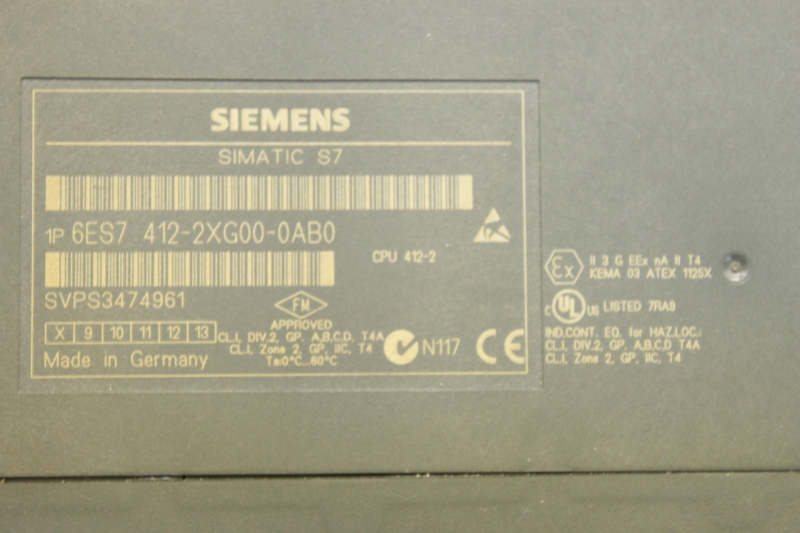 SIEMENS
SIMATIC S7
1P 6ES7 412-2XG00-0AB0
CPU 412-2
SVPS3474961
FM
APPROVED
X 9 10 11 12 13
CL.I, DIV.2, GP. A,B,C,D, T4A
CL.I, Zone 2, GP. IIC, T4
Ta:0°C...60°C
Made in Germany
N117
CE
Ex
II 3 G EEx nA II T4
KEMA 03 ATEX 1125X
C UL US LISTED 7RA9
IND.CONT. EQ. for HAZ.LOC.:
CL.I, DIV.2, GP. A,B,C,D T4A
CL.I, Zone 2, GP. IIC, T4